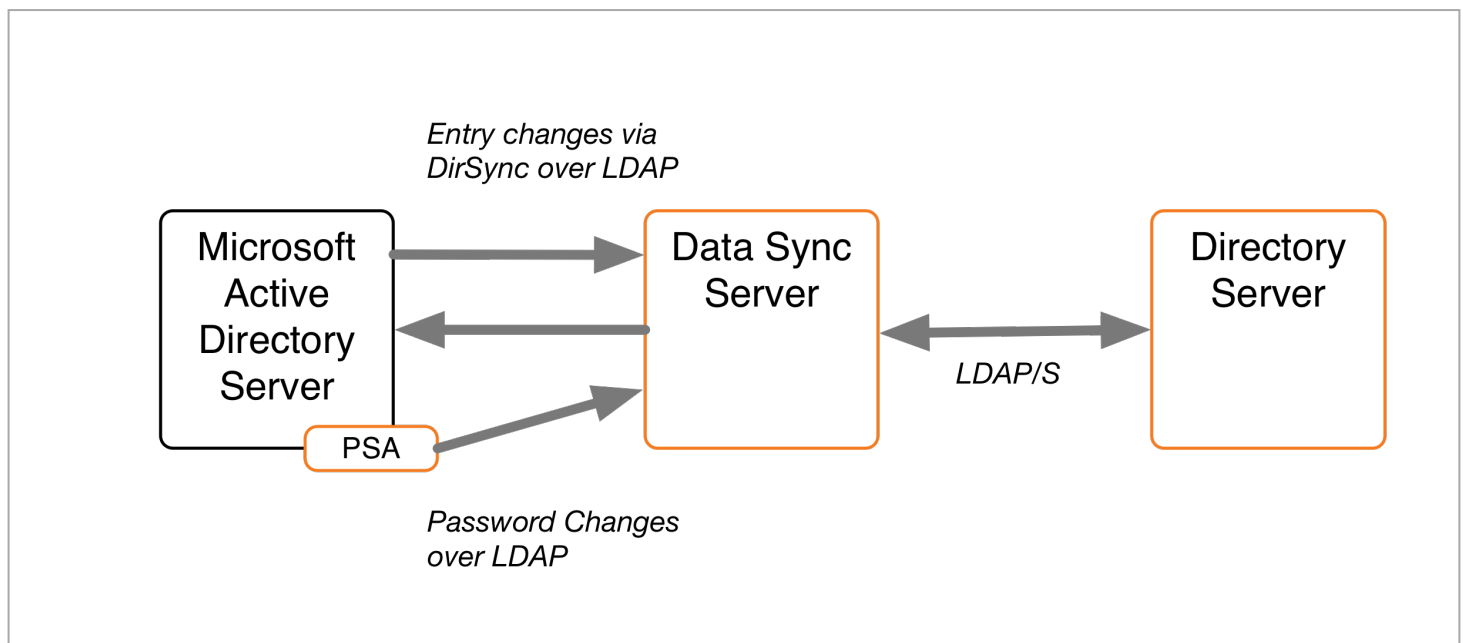 Entry changes via
DirSync over LDAP
Microsoft
Active
Directory
Server
Data Sync
Server
Directory
Server
LDAP/S
PSA
Password Changes
over LDAP